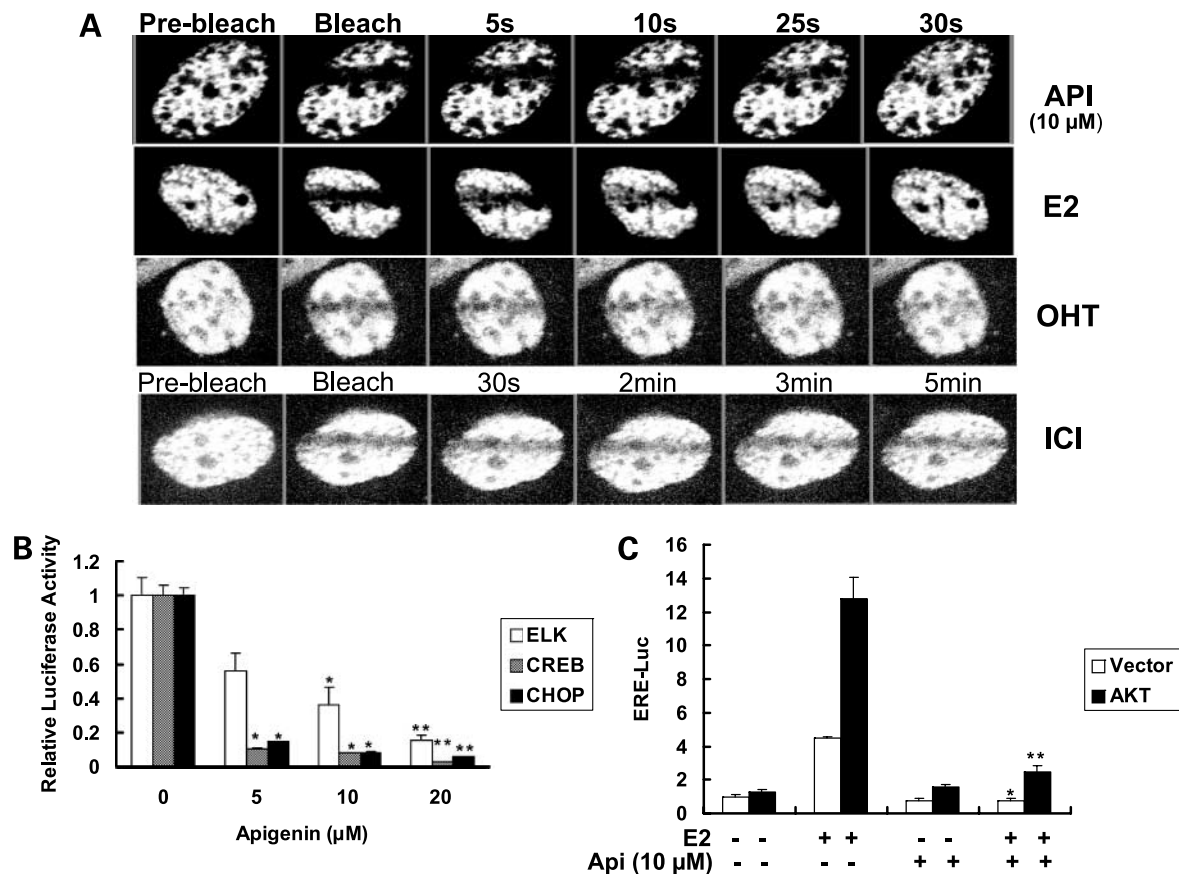 A
Pre-bleach Bleach 5s 10s 25s 30s
API
(10 µM)
E2
OHT
Pre-bleach Bleach 30s 2min 3min 5min
ICI
B
Relative Luciferase Activity
1.2
1
0.8
0.6
0.4
0.2
0
* *
*
* *
**
**
**
0 5 10 20
Apigenin (µM)
ELK
CREB
CHOP
C
ERE-Luc
16
14
12
10
8
6
4
2
0
*
**
Vector
AKT
E2 - - + + - - + +
Api (10 µM) - - - - + + + +